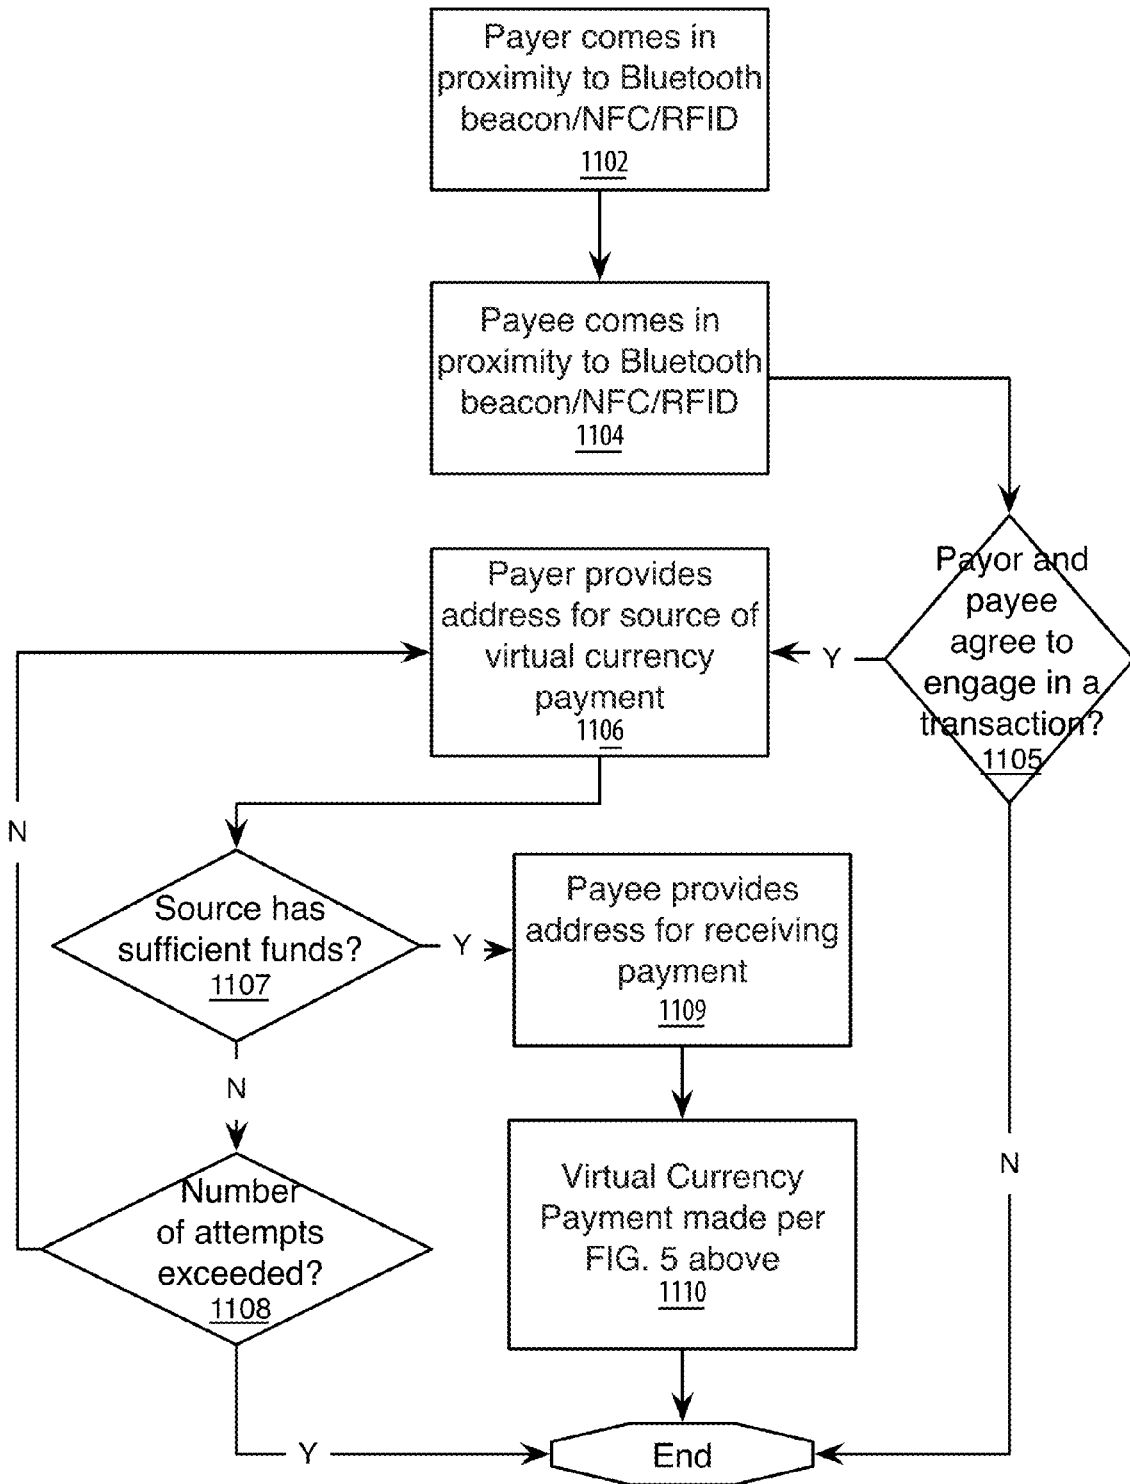 Payer comes in
proximity to Bluetooth
beacon/NFC/RFID
1102
Payee comes in
proximity to Bluetooth
beacon/NFC/RFID
1104
Payor and
payee
agree to
engage in a
transaction?
1105
Y
N
Payer provides
address for source of
virtual currency
payment
1106
Source has
sufficient funds?
1107
Y
N
Payee provides
address for receiving
payment
1109
Number
of attempts
exceeded?
1108
N
Y
Virtual Currency
Payment made per
FIG. 5 above
1110
End